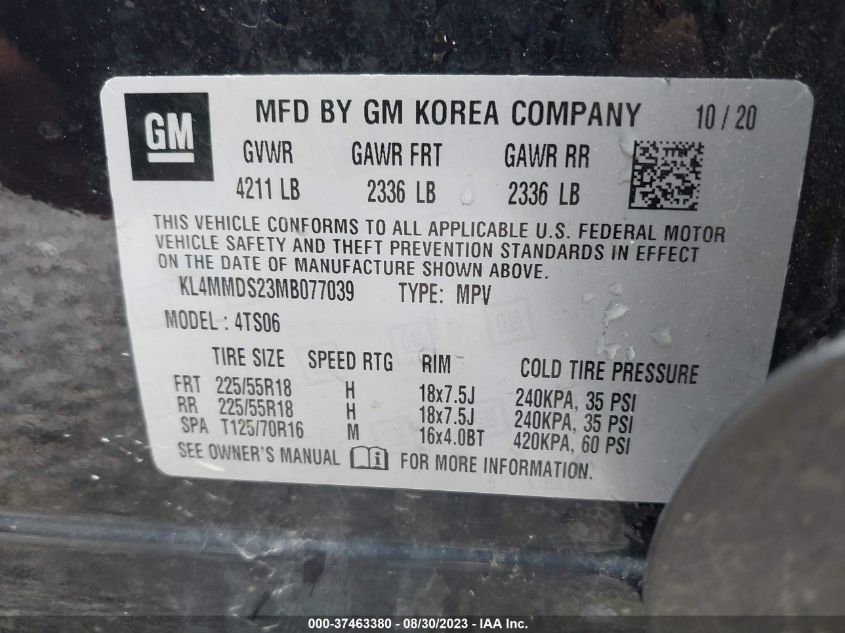 GM
MFD BY GM KOREA COMPANY 10 / 20
GVWR GAWR FRT GAWR RR
4211 LB 2336 LB 2336 LB
THIS VEHICLE CONFORMS TO ALL APPLICABLE U.S. FEDERAL MOTOR
VEHICLE SAFETY AND THEFT PREVENTION STANDARDS IN EFFECT
ON THE DATE OF MANUFACTURE SHOWN ABOVE.
KL4MMDS23MB077039 TYPE: MPV
MODEL : 4TS06
TIRE SIZE SPEED RTG RIM COLD TIRE PRESSURE
FRT 225/55R18 H 18x7.5J 240KPA, 35 PSI
RR 225/55R18 H 18x7.5J 240KPA, 35 PSI
SPA T125/70R16 M 16x4.0BT 420KPA, 60 PSI
SEE OWNER'S MANUAL i FOR MORE INFORMATION.
000-37463380 - 08/30/2023 - IAA Inc.